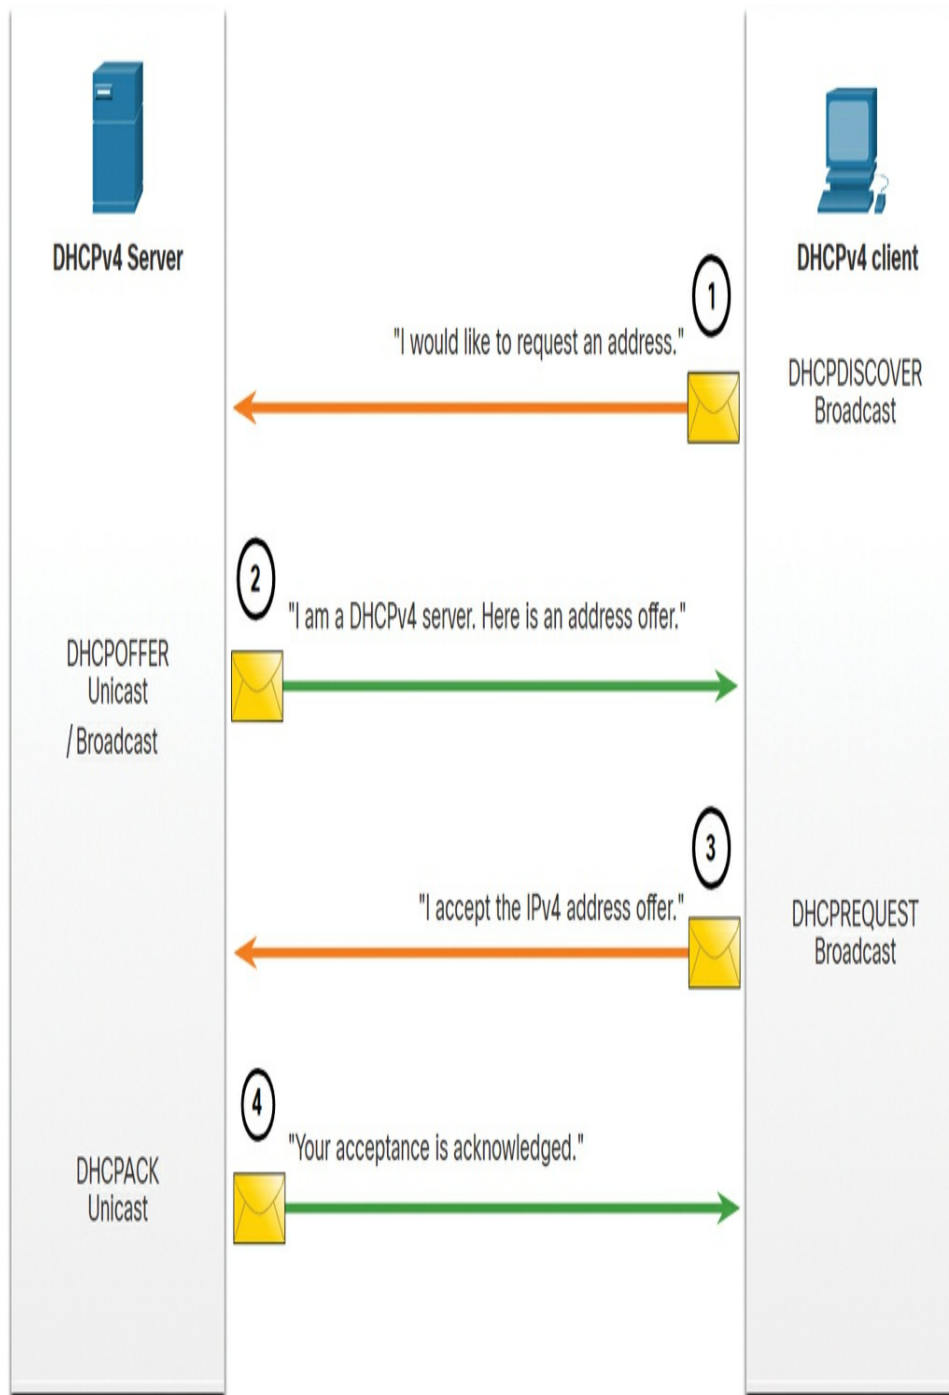 DHCPv4 Server
DHCPv4 client
1
"I would like to request an address."
DHCPDISCOVER
Broadcast
2
"I am a DHCPv4 server. Here is an address offer."
DHCPOFFER
Unicast
/ Broadcast
3
"I accept the IPv4 address offer."
DHCPREQUEST
Broadcast
4
"Your acceptance is acknowledged."
DHCPACK
Unicast